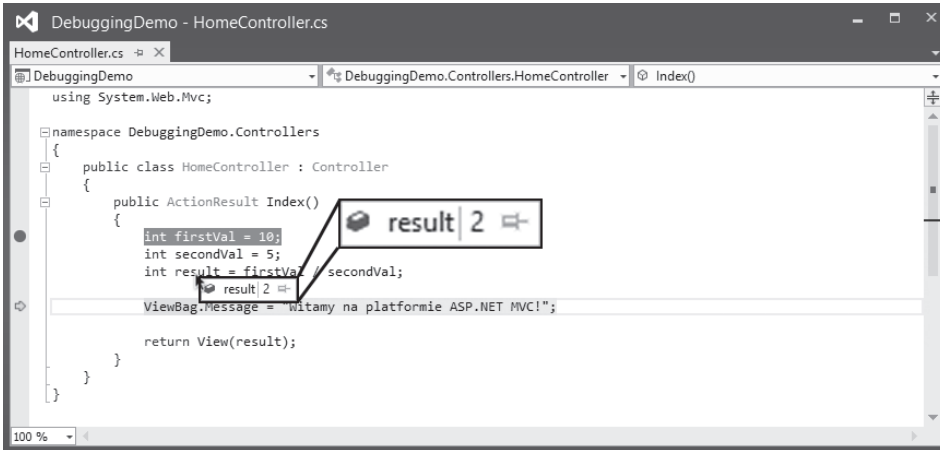 DebuggingDemo - HomeController.cs
HomeController.cs
DebuggingDemo DebuggingDemo.Controllers.HomeController Index()
using System.Web.Mvc;
namespace DebuggingDemo.Controllers
{
public class HomeController : Controller
{
public ActionResult Index()
{
result 2
int firstVal = 10;
int secondVal = 5;
int result = firstVal / secondVal;
result 2
ViewBag.Message = "Witamy na platformie ASP.NET MVC!";
return View(result);
}
}
}
100 %